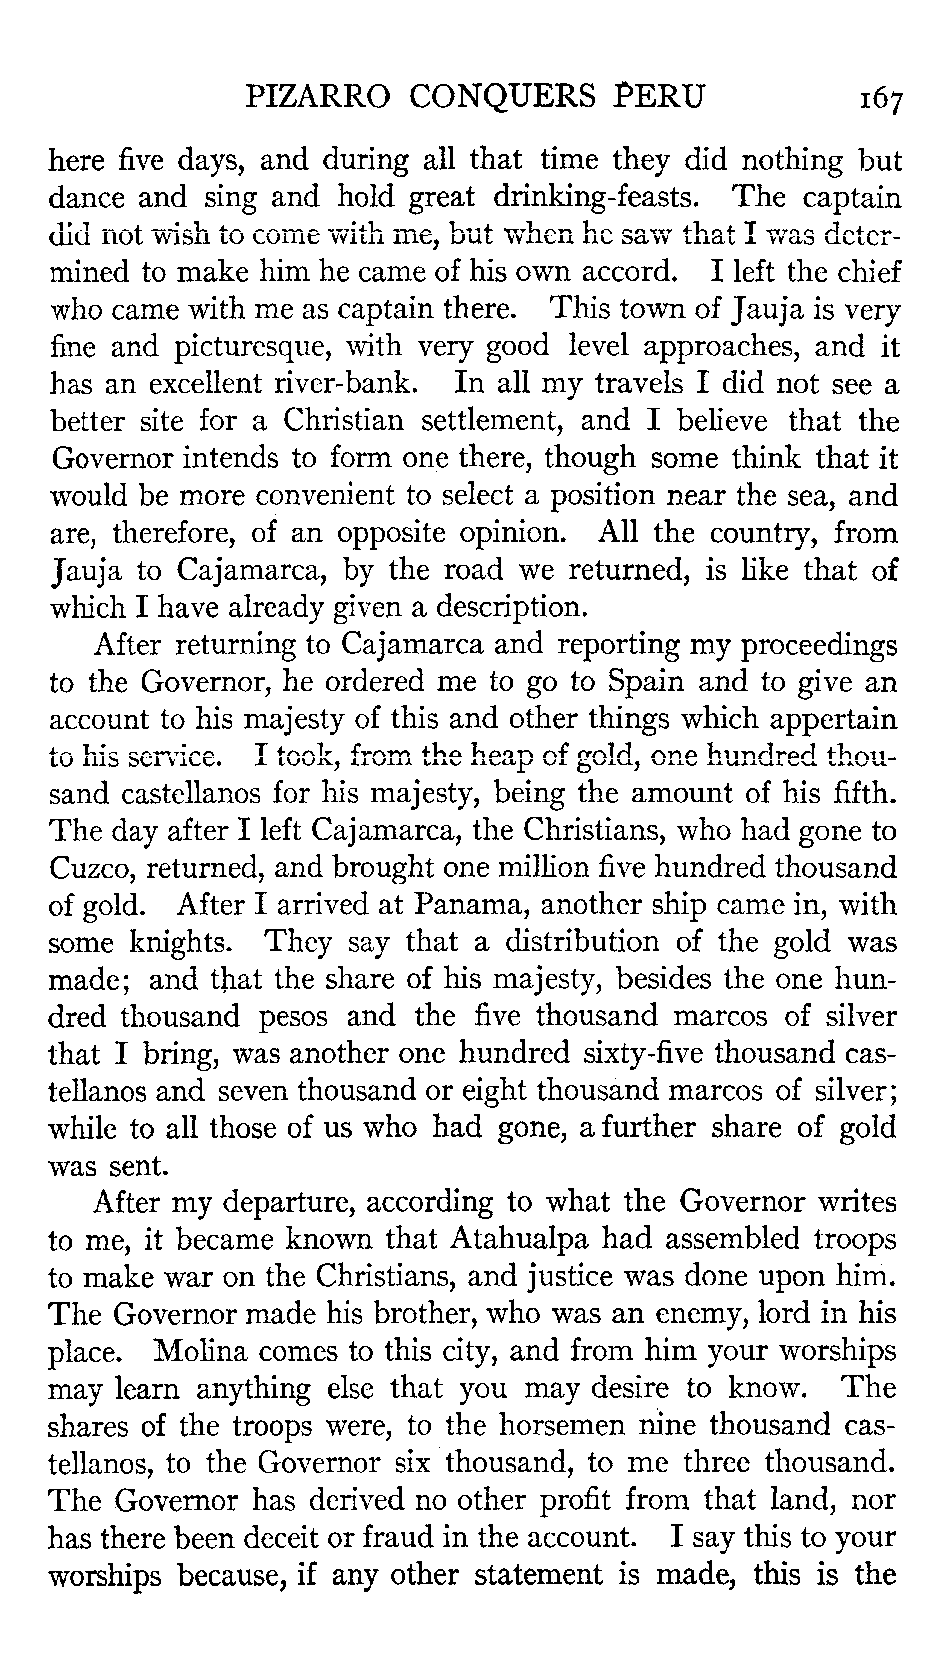 PIZARRO CONQUERS PERU 167
here five days, and during all that time they did nothing but
dance and sing and hold great drinking-feasts. The captain
did not wish to come with me, but when he saw that I was deter-
mined to make him he came of his own accord. I left the chief
who came with me as captain there. This town of Jauja is very
fine and picturesque, with very good level approaches, and it
has an excellent river-bank. In all my travels I did not see a
better site for a Christian settlement, and I believe that the
Governor intends to form one there, though some think that it
would be more convenient to select a position near the sea, and
are, therefore, of an opposite opinion. All the country, from
Jauja to Cajamarca, by the road we returned, is like that of
which I have already given a description.
After returning to Cajamarca and reporting my proceedings
to the Governor, he ordered me to go to Spain and to give an
account to his majesty of this and other things which appertain
to his service. I took, from the heap of gold, one hundred thou-
sand castellanos for his majesty, being the amount of his fifth.
The day after I left Cajamarca, the Christians, who had gone to
Cuzco, returned, and brought one million five hundred thousand
of gold. After I arrived at Panama, another ship came in, with
some knights. They say that a distribution of the gold was
made; and that the share of his majesty, besides the one hun-
dred thousand pesos and the five thousand marcos of silver
that I bring, was another one hundred sixty-five thousand cas-
tellanos and seven thousand or eight thousand marcos of silver;
while to all those of us who had gone, a further share of gold
was sent.
After my departure, according to what the Governor writes
to me, it became known that Atahualpa had assembled troops
to make war on the Christians, and justice was done upon him.
The Governor made his brother, who was an enemy, lord in his
place. Molina comes to this city, and from him your worships
may learn anything else that you may desire to know. The
shares of the troops were, to the horsemen nine thousand cas-
tellanos, to the Governor six thousand, to me three thousand.
The Governor has derived no other profit from that land, nor
has there been deceit or fraud in the account. I say this to your
worships because, if any other statement is made, this is the